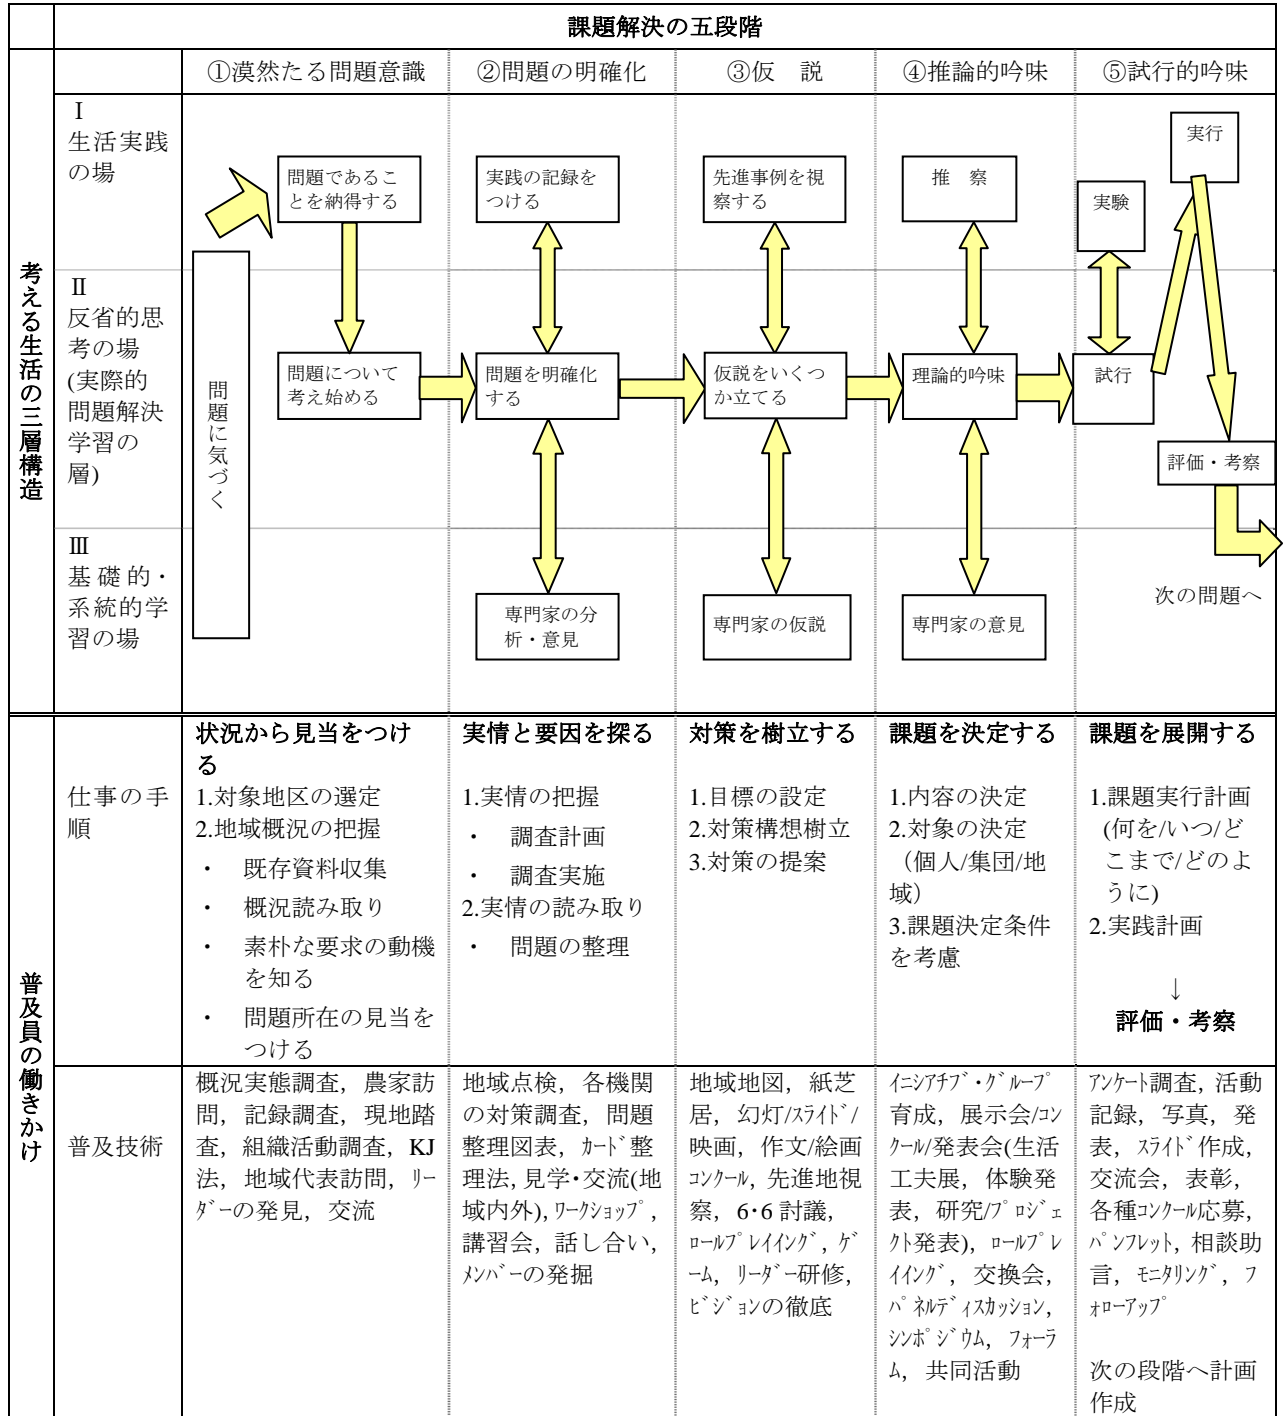 課題解決の五段階
①漠然たる問題意識
②問題の明確化
③仮　説
④推論的吟味
⑤試行的吟味
考える生活の三層構造
Ⅰ
生活実践
の場
Ⅱ
反省的思
考の場
(実際的
問題解決
学習の
層)
Ⅲ
基礎的・
系統的学
習の場
問題に気づく
問題であるこ
とを納得する
問題について
考え始める
実践の記録を
つける
問題を明確化
する
専門家の分
析・意見
先進事例を視
察する
仮説をいくつ
か立てる
専門家の仮説
推　察
理論的吟味
専門家の意見
実験
試行
実行
評価・考察
次の問題へ
普及員の働きかけ
仕事の手
順
状況から見当をつけ
る
1.対象地区の選定
2.地域概況の把握
・　既存資料収集
・　概況読み取り
・　素朴な要求の動機
を知る
・　問題所在の見当を
つける
実情と要因を探る
1.実情の把握
・　調査計画
・　調査実施
2.実情の読み取り
・　問題の整理
対策を樹立する
1.目標の設定
2.対策構想樹立
3.対策の提案
課題を決定する
1.内容の決定
2.対象の決定
（個人/集団/地
域）
3.課題決定条件
を考慮
課題を展開する
1.課題実行計画
(何を/いつ/ど
こまで/どのよ
うに)
2.実践計画
↓
評価・考察
普及技術
概況実態調査，農家訪
問，記録調査，現地踏
査，組織活動調査，KJ
法，地域代表訪問，ﾘｰ
ﾀﾞｰの発見，交流
地域点検，各機関
の対策調査，問題
整理図表，ｶｰﾄﾞ整
理法，見学・交流(地
域内外)，ﾜｰｸｼｮｯﾌﾟ，
講習会，話し合い，
ﾒﾝﾊﾞｰの発掘
地域地図，紙芝
居，幻灯/ｽﾗｲﾄﾞ/
映画，作文/絵画
ｺﾝｸｰﾙ，先進地視
察，6・6 討議，
ﾛｰﾙﾌﾟﾚｲｲﾝｸﾞ，ｹﾞ
ｰﾑ，ﾘｰﾀﾞｰ研修，
ﾋﾞｼﾞｮﾝの徹底
ｲﾆｼｱﾁﾌﾞ・ｸﾞﾙｰﾌﾟ
育成，展示会/ｺﾝ
ｸｰﾙ/発表会(生活
工夫展，体験発
表，研究/ﾌﾟﾛｼﾞｪ
ｸﾄ発表)，ﾛｰﾙﾌﾟﾚ
ｲｲﾝｸﾞ，交換会，
ﾊﾟﾈﾙﾃﾞｨｽｶｯｼｮﾝ，
ｼﾝﾎﾟｼﾞｳﾑ，ﾌｫｰﾗ
ﾑ，共同活動
ｱﾝｹｰﾄ調査，活動
記録，写真，発
表，ｽﾗｲﾄﾞ作成，
交流会，表彰，
各種ｺﾝｸｰﾙ応募，
ﾊﾟﾝﾌﾚｯﾄ，相談助
言，ﾓﾆﾀﾘﾝｸﾞ，ﾌ
ｫﾛｰｱｯﾌﾟ
次の段階へ計画
作成